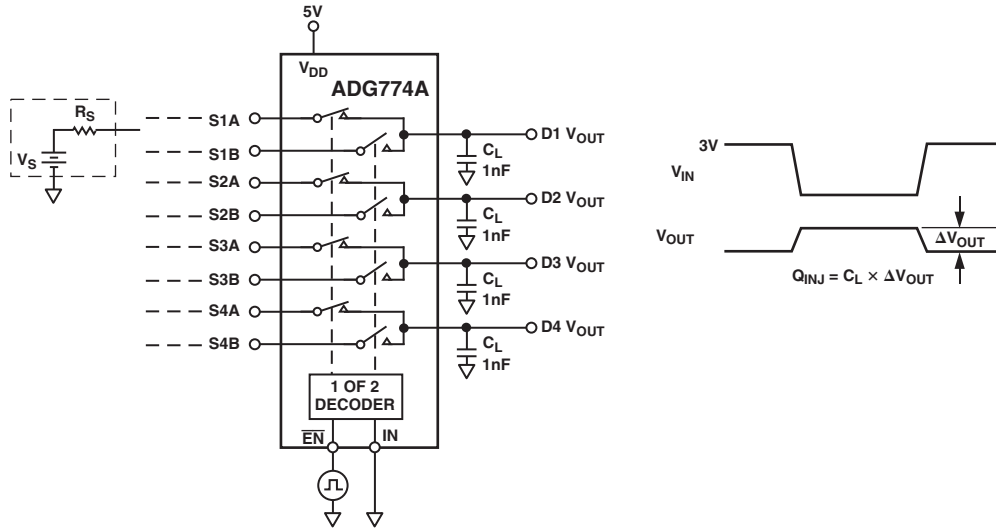 5V
VDD
ADG774A
RS
VS
S1A
S1B
S2A
S2B
S3A
S3B
S4A
S4B
D1 VOUT
CL
1nF
D2 VOUT
CL
1nF
D3 VOUT
CL
1nF
D4 VOUT
CL
1nF
1 OF 2
DECODER
EN
IN
3V
VIN
VOUT
ΔVOUT
QINJ = CL × ΔVOUT